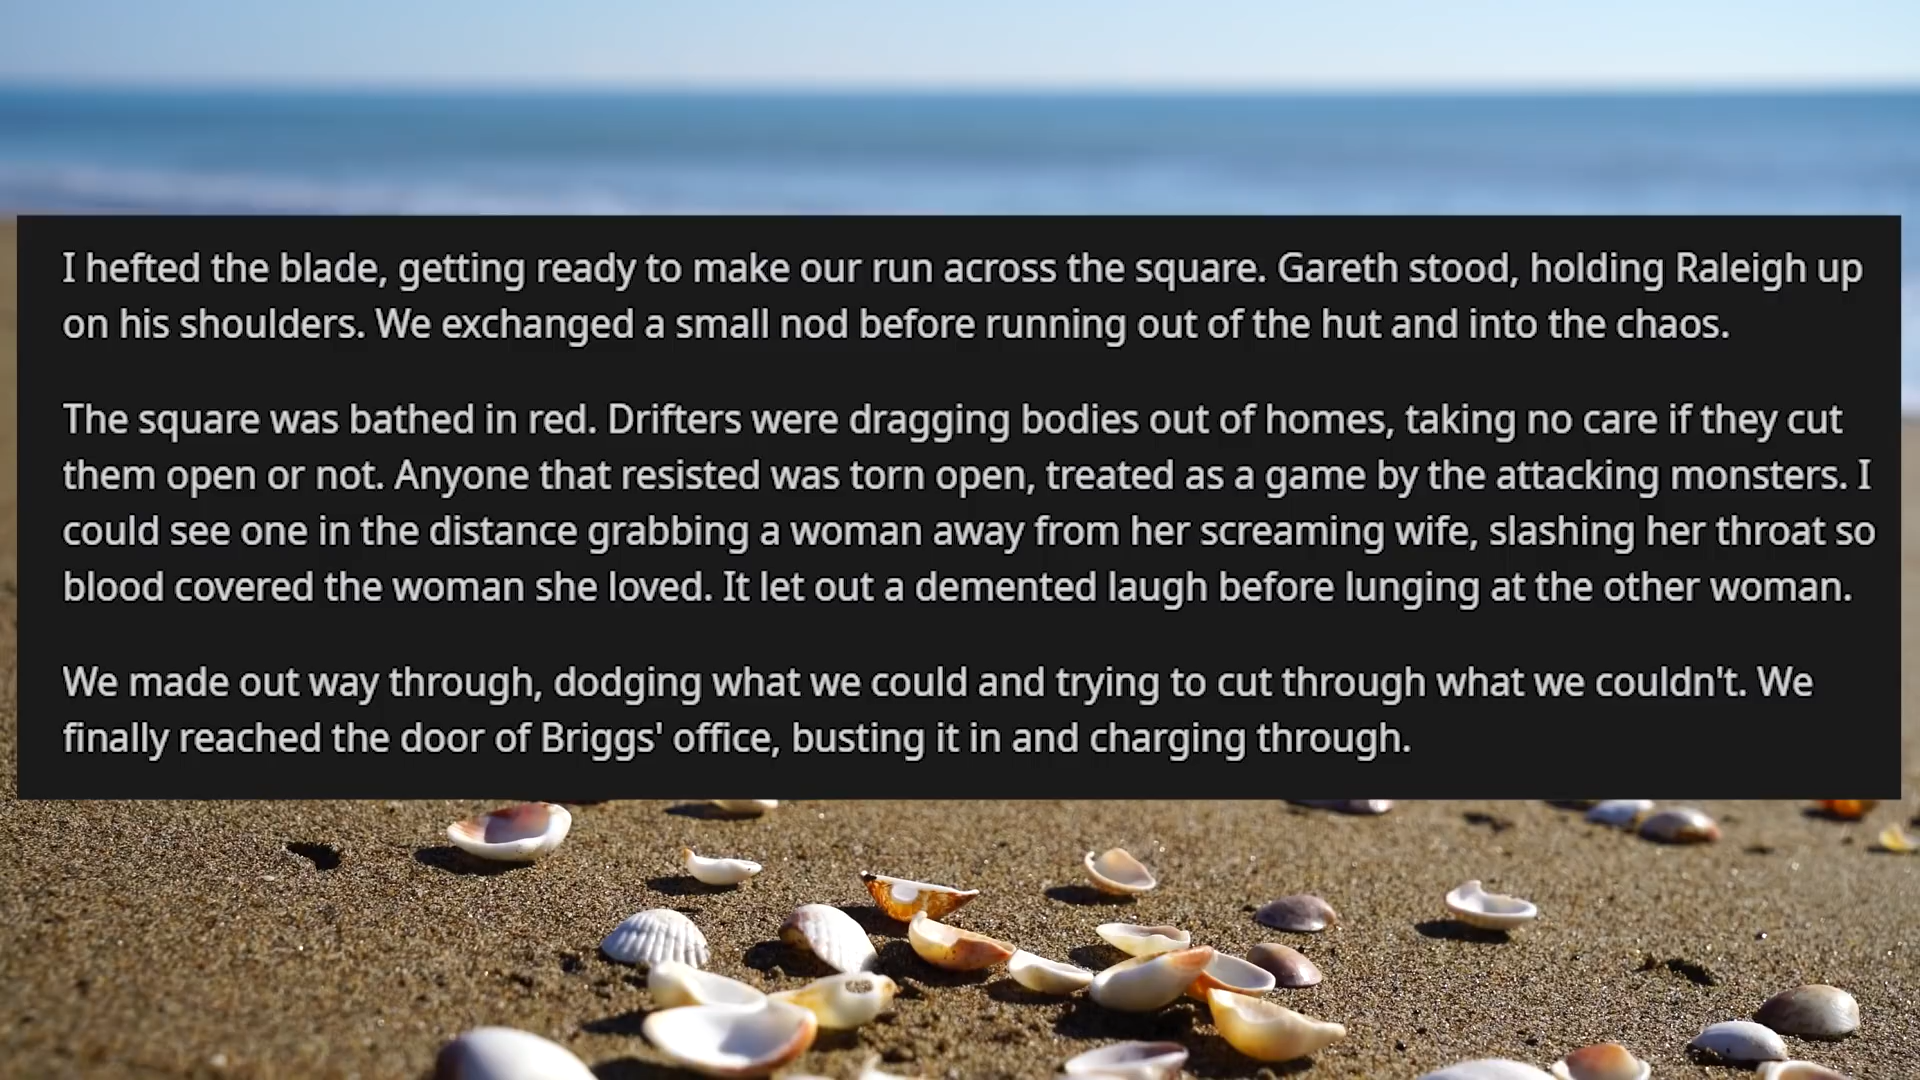 I hefted the blade, getting ready to make our run across the square. Gareth stood, holding Raleigh up
on his shoulders. We exchanged a small nod before running out of the hut and into the chaos.
The square was bathed in red. Drifters were dragging bodies out of homes, taking no care if they cut
them open or not. Anyone that resisted was torn open, treated as a game by the attacking monsters. I
could see one in the distance grabbing a woman away from her screaming wife, slashing her throat so
blood covered the woman she loved. It let out a demented laugh before lunging at the other woman.
We made out way through, dodging what we could and trying to cut through what we couldn't. We
finally reached the door of Briggs' office, busting it in and charging through.